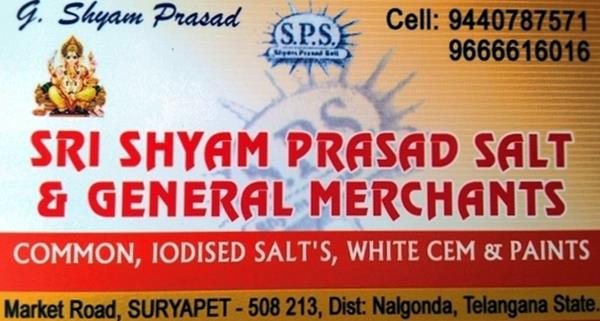 G. Shyam Prasad
S.P.S.
Shyam Prasad Salt
Cell: 9440787571
9666616016
S.P.S.
SRI SHYAM PRASAD SALT
& GENERAL MERCHANTS
COMMON, IODISED SALT'S, WHITE CEM & PAINTS
Market Road, SURYAPET - 508 213, Dist: Nalgonda, Telangana State.